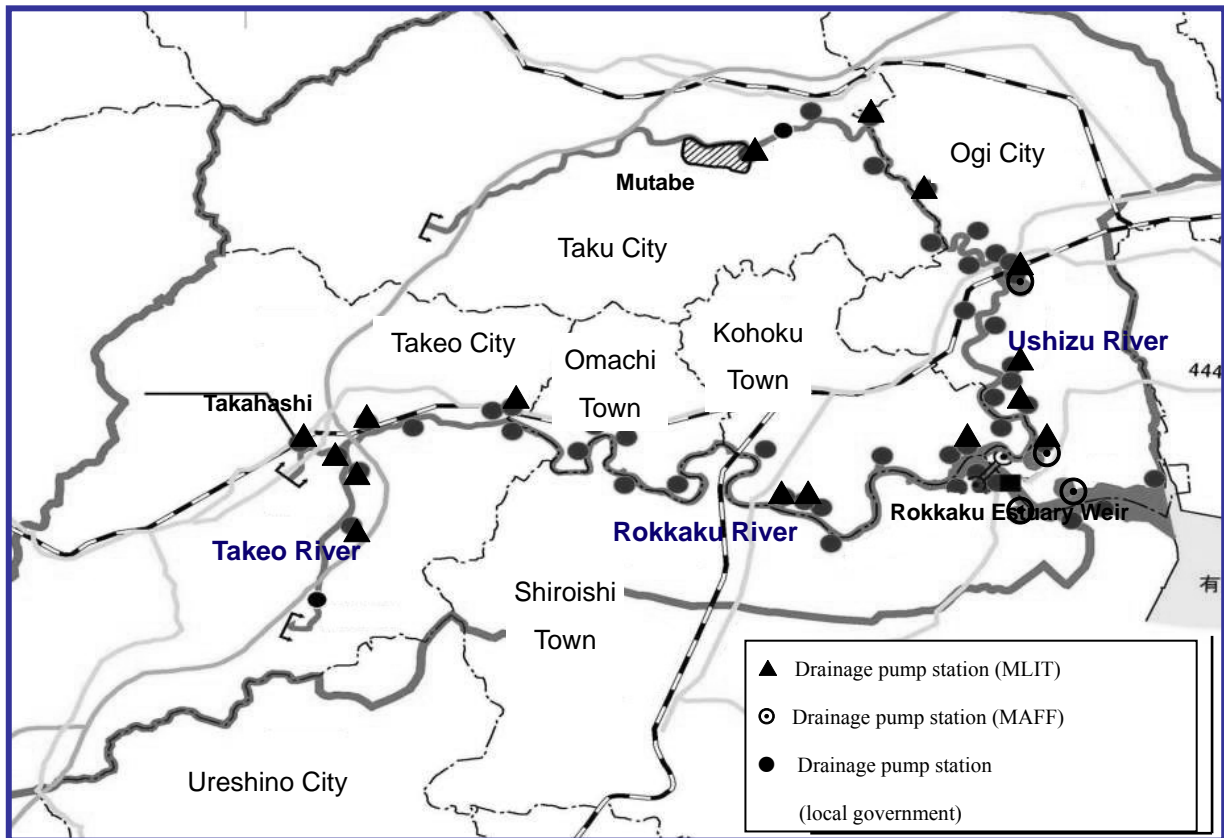 Ogi City
Mutabe
Taku City
Kohoku
Town
Ushizu River
Takeo City
Omachi
Town
444
Takahashi
Rokkaku Estuary Weir
Takeo River
Rokkaku River
有
Shiroishi
Town
Ureshino City
Drainage pump station (MLIT)
Drainage pump station (MAFF)
Drainage pump station
(local government)